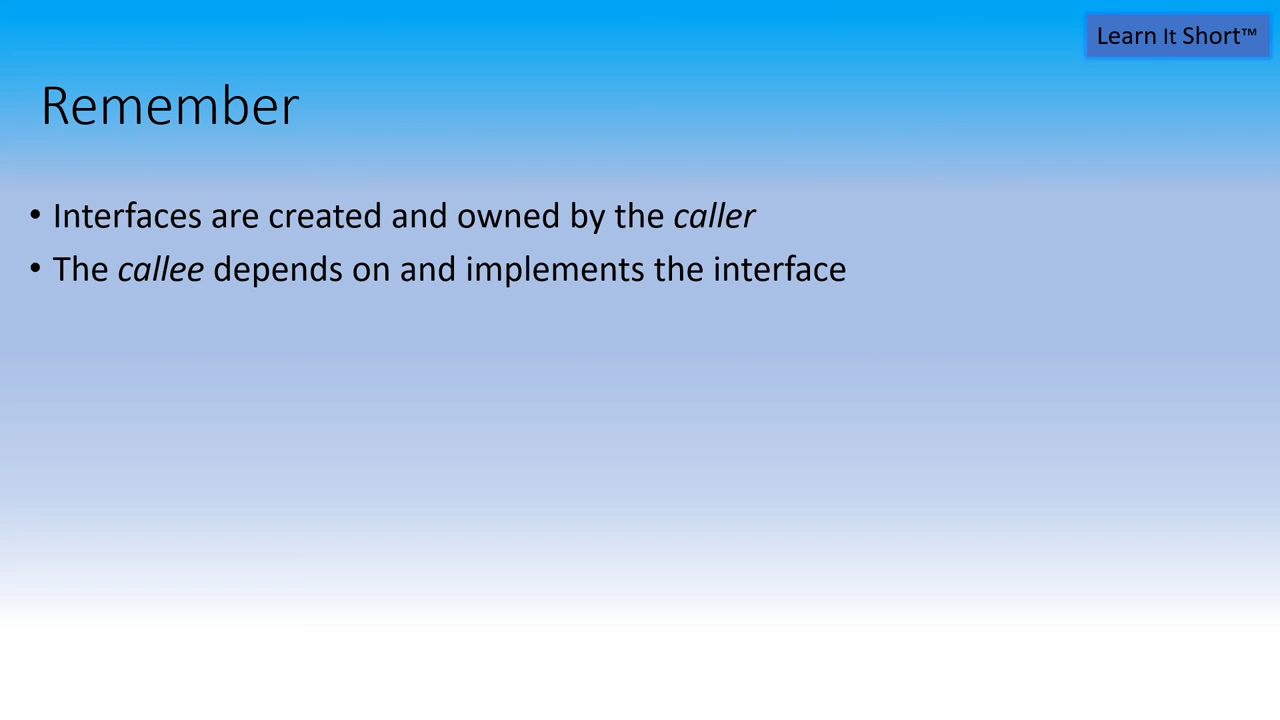 Learn It Short™
Remember
• Interfaces are created and owned by the caller
• The callee depends on and implements the interface